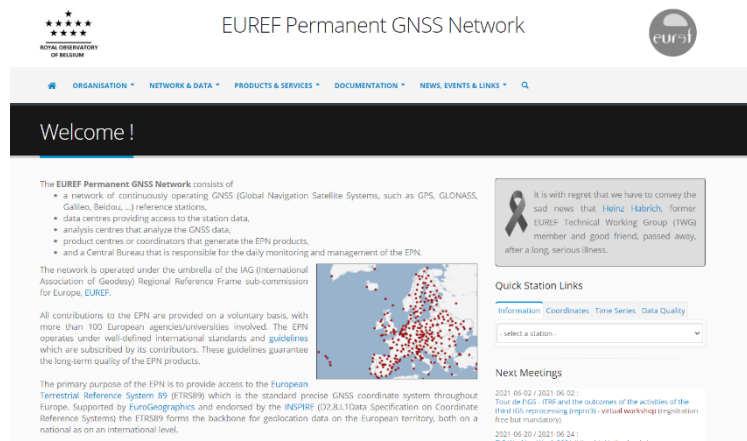 ROYAL OBSERVATORY
OF BELGIUM
EUREF Permanent GNSS Network
euref
ORGANISATION
NETWORK & DATA
PRODUCTS & SERVICES
DOCUMENTATION
NEWS, EVENTS & LINKS
Welcome !
The EUREF Permanent GNSS Network consists of
• a network of continuously operating GNSS (Global Navigation
Satellite Systems, such as GPS, GLONASS,
Galileo, Beidou, ...) reference stations,
• data centres providing access to the station data,
• analysis centres that analyze the GNSS data,
• product centres or coordinators that generate the EPN products,
• and a Central Bureau that is responsible for the daily monitoring and management of the EPN.
The network is operated under the umbrella of the IAG (International
Association of Geodesy) Regional Reference Frame sub-commission
for Europe, EUREF.
All contributions to the EPN are provided on a voluntary basis, with
more than 100 European agencies/universities involved. The EPN
operates under well-defined international standards and guidelines
which are subscribed by its contributors. These guidelines guarantee
the long-term quality of the EPN products.
The primary purpose of the EPN is to provide access to the European
Terrestrial Reference System 89 (ETRS89) which is the standard precise GNSS coordinate system throughout
Europe. Supported by EuroGeographics and endorsed by the INSPIRE (D2.8.I.1Data Specification on Coordinate
Reference Systems) the ETRS89 forms the backbone for geolocation data on the European territory, both on a
national as on an international level.
It is with regret that we have to convey the
sad news that Heinz Habrich, former
EUREF Technical Working Group (TWG)
member and good friend, passed away,
after a long, serious illness.
Quick Station Links
Information
Coordinates
Time Series
Data Quality
- select a station -
Next Meetings
2021-06-02 / 2021-06-02 :
Tour de l'IGS - ITRF and the outcomes of the activities of the
third IGS reprocessing (repro3) - virtual workshop (registration
free but mandatory)
2021-06-20 / 2021-06-24 :